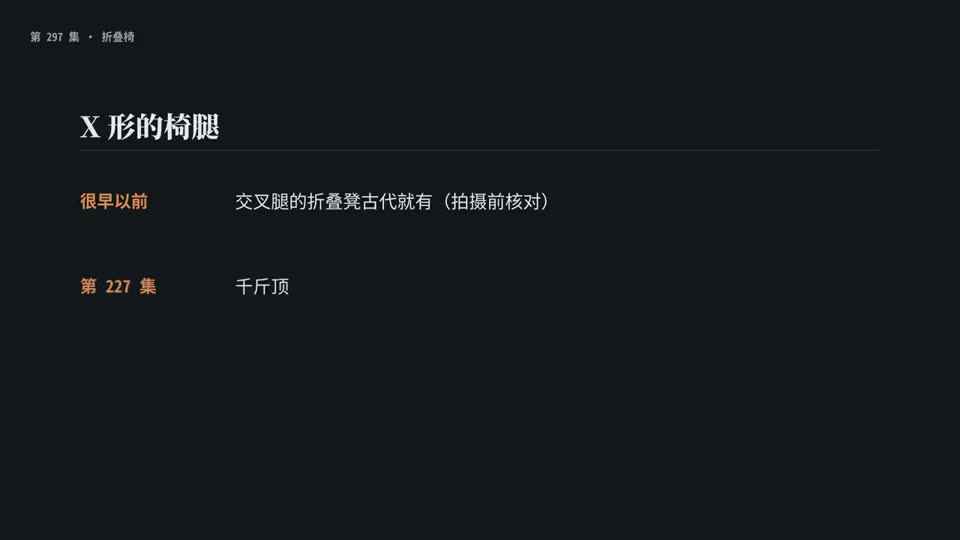 第 297 集 · 折叠椅
X 形的椅腿
很早以前 交叉腿的折叠凳古代就有（拍摄前核对）
第 227 集 千斤顶